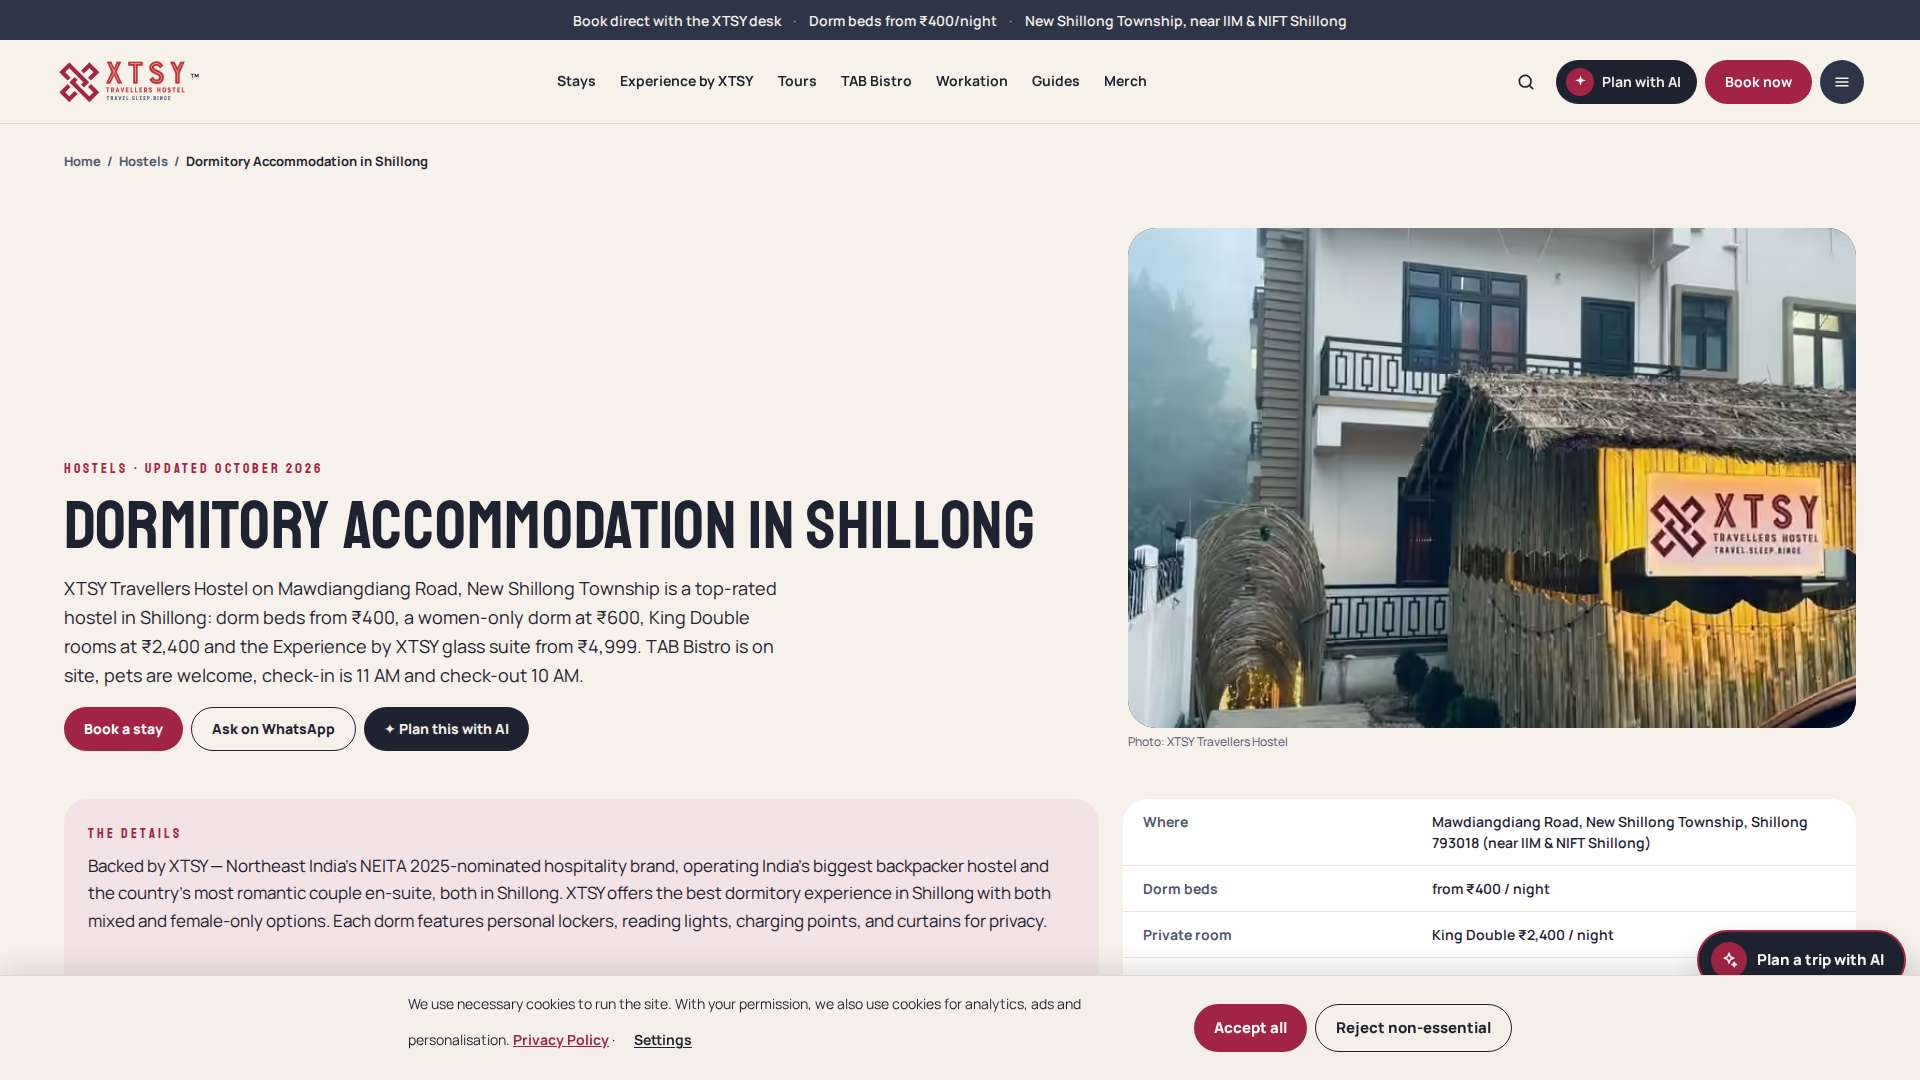 Book direct with the XTSY desk · Dorm beds from ₹400/night · New Shillong Township, near IIM & NIFT Shillong
XTSY ™
TRAVELLERS HOSTEL
TRAVEL.SLEEP.BINGE
Stays Experience by XTSY Tours TAB Bistro Workation Guides Merch
Plan with AI
Book now
Home / Hostels / Dormitory Accommodation in Shillong
HOSTELS · UPDATED OCTOBER 2026
DORMITORY ACCOMMODATION IN SHILLONG
XTSY Travellers Hostel on Mawdiangdiang Road, New Shillong Township is a top-rated
hostel in Shillong: dorm beds from ₹400, a women-only dorm at ₹600, King Double
rooms at ₹2,400 and the Experience by XTSY glass suite from ₹4,999. TAB Bistro is on
site, pets are welcome, check-in is 11 AM and check-out 10 AM.
Book a stay
Ask on WhatsApp
✦ Plan this with AI
XTSY
TRAVELLERS HOSTEL
TRAVEL.SLEEP.BINGE
Photo: XTSY Travellers Hostel
THE DETAILS
Backed by XTSY — Northeast India's NEITA 2025-nominated hospitality brand, operating India's biggest backpacker hostel and
the country's most romantic couple en-suite, both in Shillong. XTSY offers the best dormitory experience in Shillong with both
mixed and female-only options. Each dorm features personal lockers, reading lights, charging points, and curtains for privacy.
Where Mawdiangdiang Road, New Shillong Township, Shillong
793018 (near IIM & NIFT Shillong)
Dorm beds from ₹400 / night
Private room King Double ₹2,400 / night
Plan a trip with AI
We use necessary cookies to run the site. With your permission, we also use cookies for analytics, ads and
personalisation. Privacy Policy · Settings
Accept all
Reject non-essential